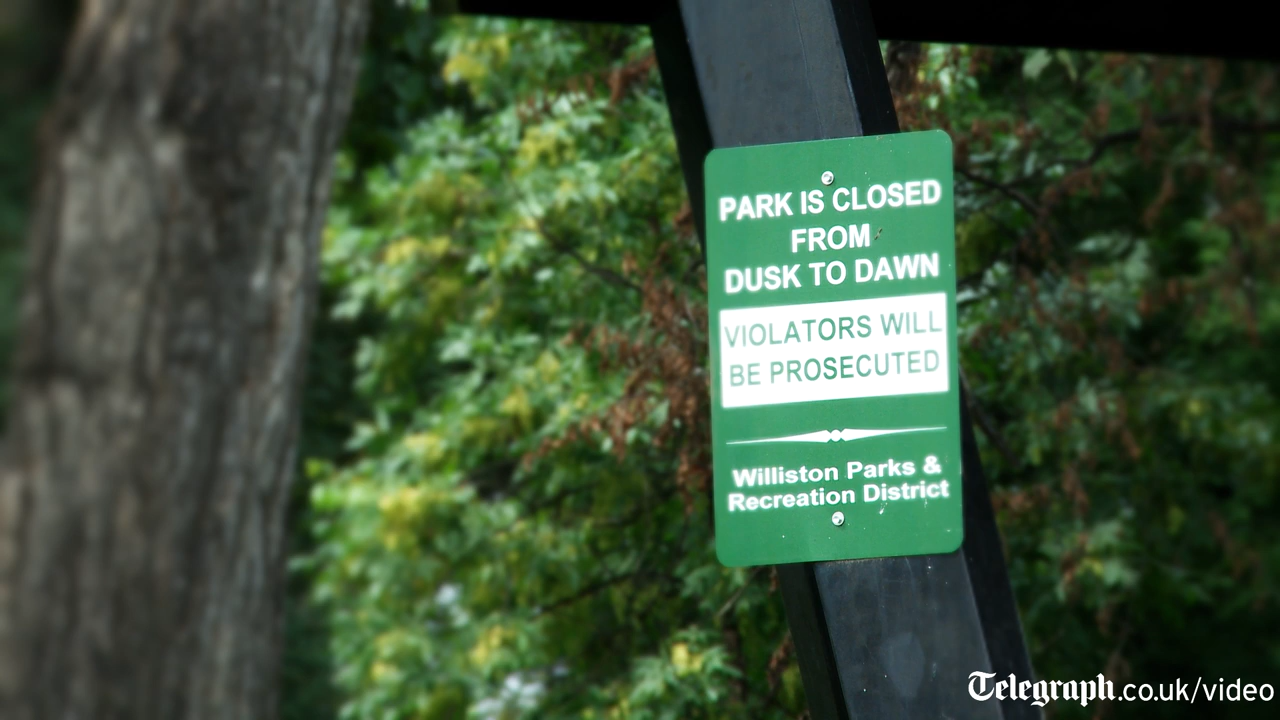 PARK IS CLOSED
FROM
DUSK TO DAWN
VIOLATORS WILL
BE PROSECUTED
Williston Parks &
Recreation District
Telegraph.co.uk/video